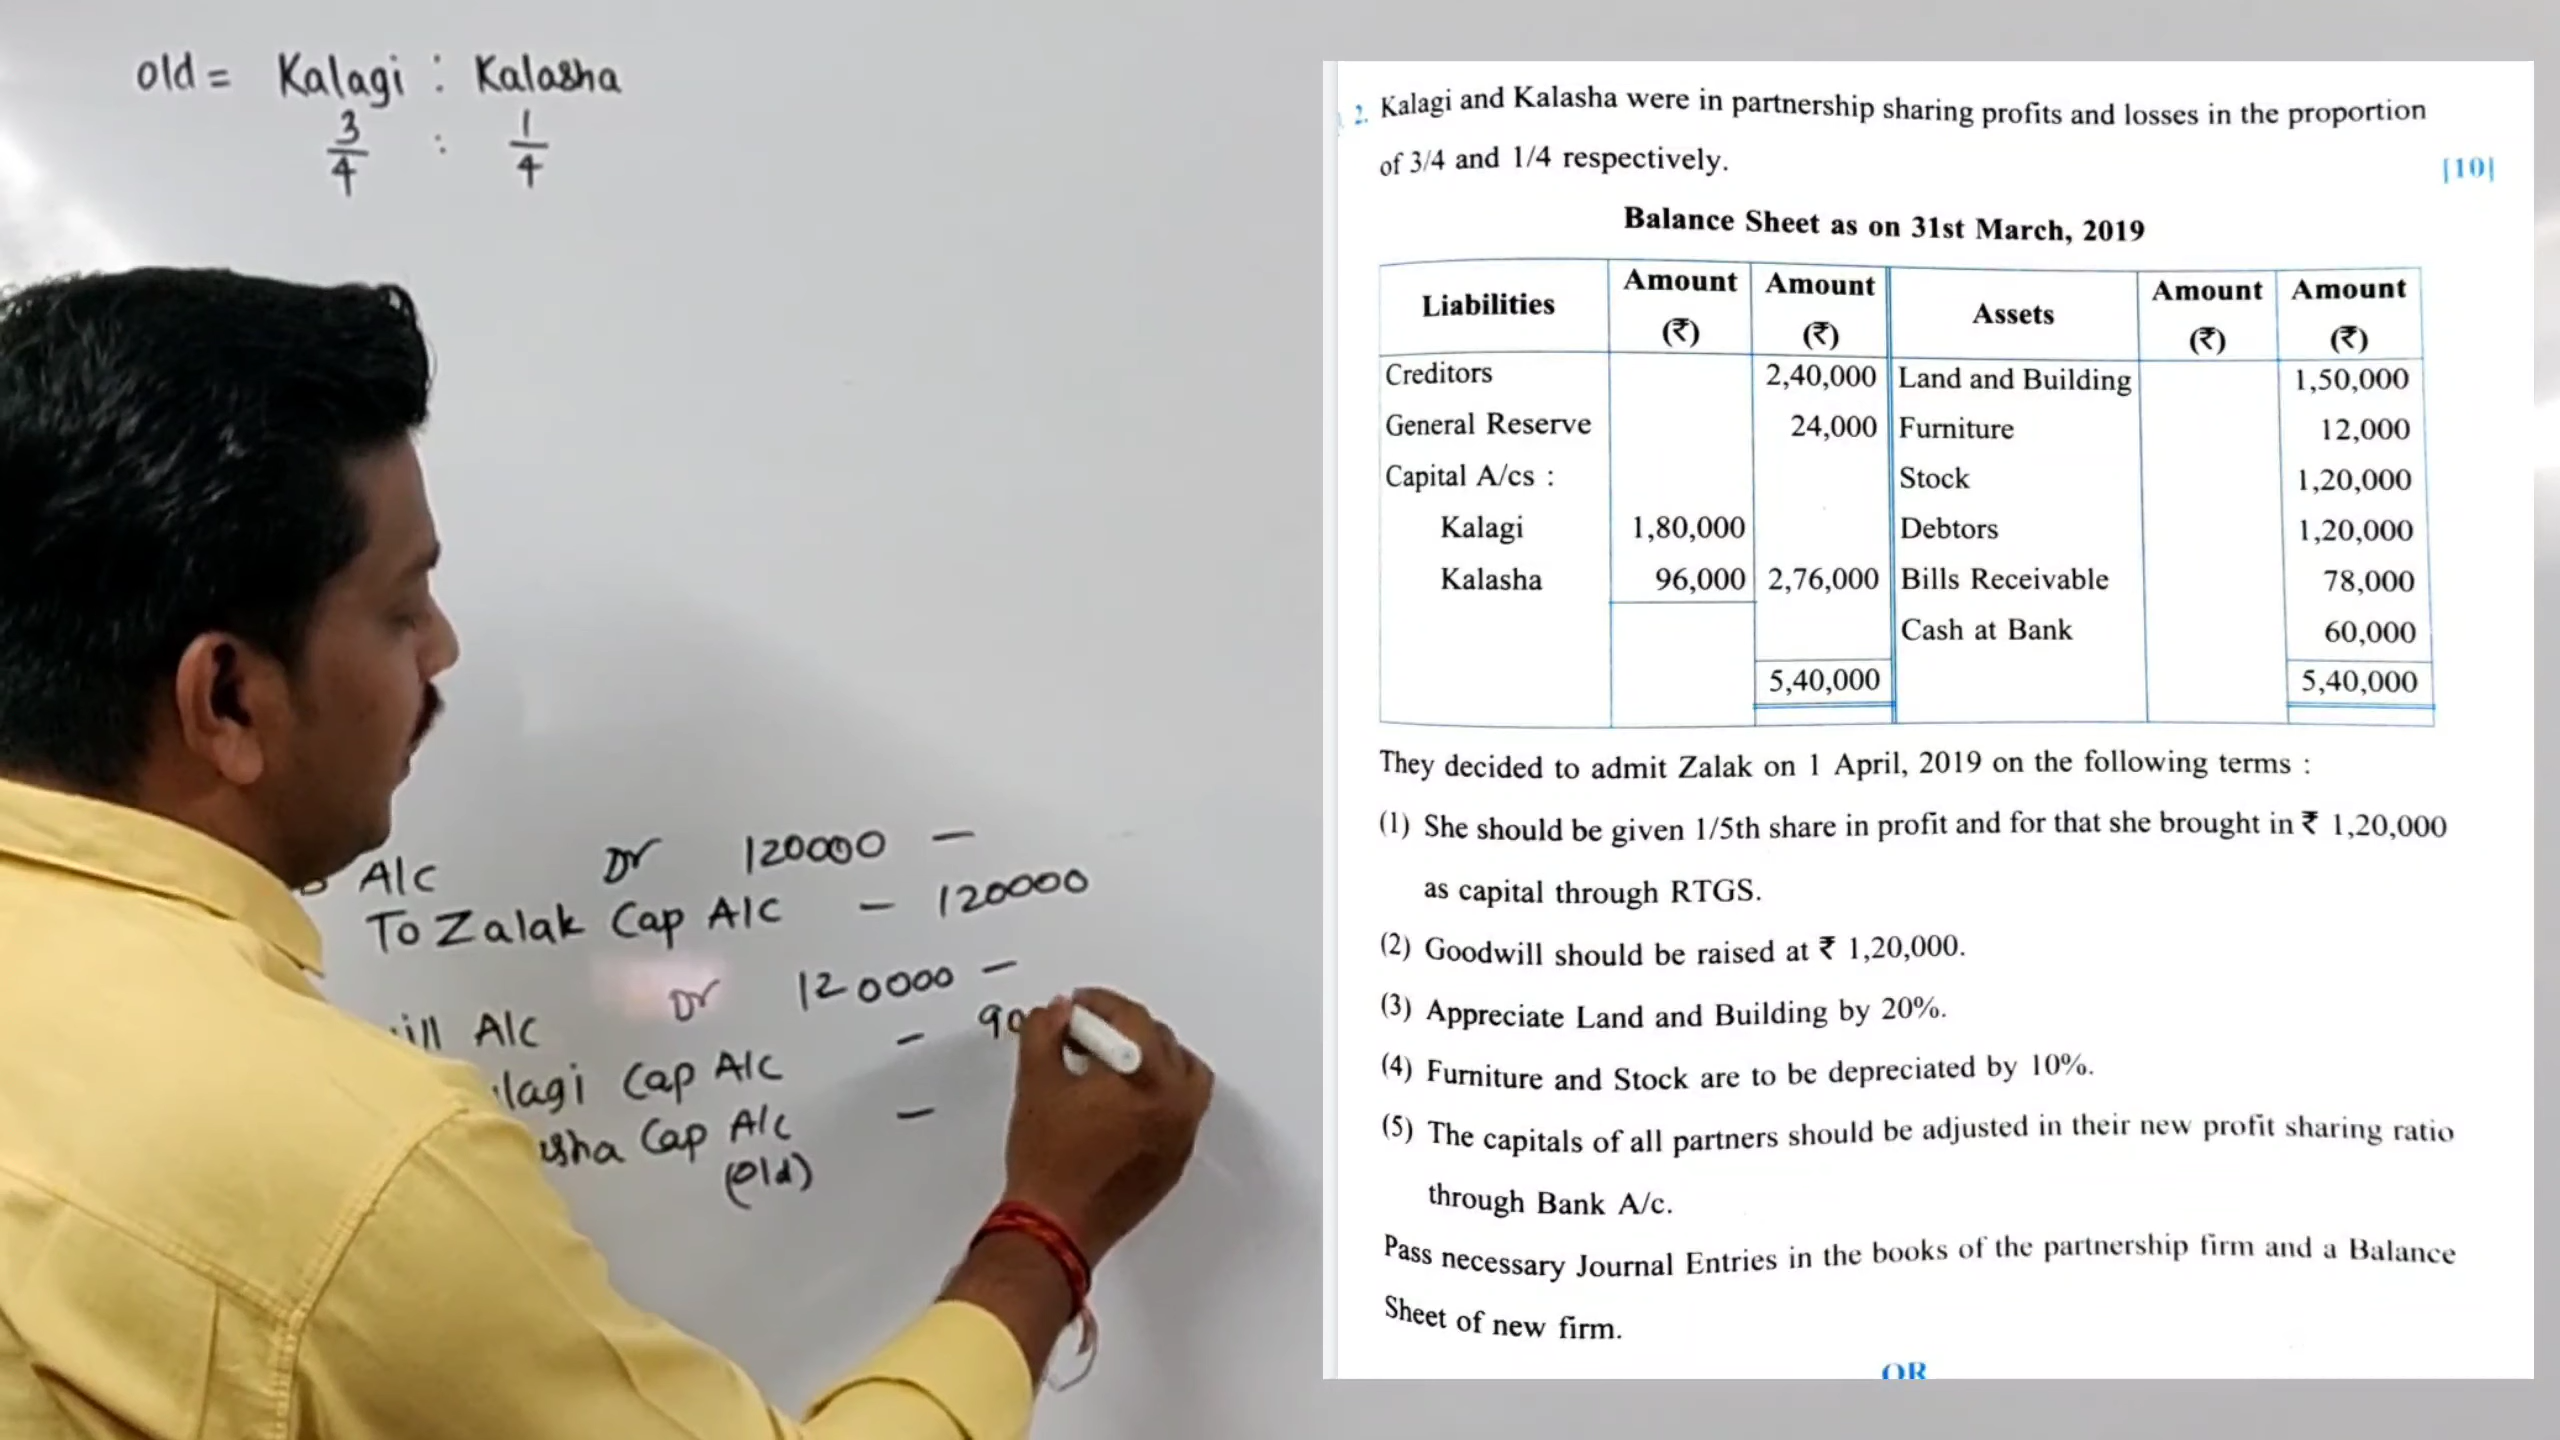 old = Kalagi : Kalasha
3/4 : 1/4
A/c Dr 120000 —
To Zalak Cap A/c — 120000
A/c Dr 120000 —
Cap A/c —
Cap A/c —
(old)
2. Kalagi and Kalasha were in partnership sharing profits and losses in the proportion
of 3/4 and 1/4 respectively. [10]
Balance Sheet as on 31st March, 2019
Liabilities Amount (₹) Amount (₹) Assets Amount (₹) Amount (₹)
Creditors 2,40,000 Land and Building 1,50,000
General Reserve 24,000 Furniture 12,000
Capital A/cs : Stock 1,20,000
Kalagi 1,80,000 Debtors 1,20,000
Kalasha 96,000 2,76,000 Bills Receivable 78,000
Cash at Bank 60,000
5,40,000 5,40,000
They decided to admit Zalak on 1 April, 2019 on the following terms :
(1) She should be given 1/5th share in profit and for that she brought in ₹ 1,20,000
as capital through RTGS.
(2) Goodwill should be raised at ₹ 1,20,000.
(3) Appreciate Land and Building by 20%.
(4) Furniture and Stock are to be depreciated by 10%.
(5) The capitals of all partners should be adjusted in their new profit sharing ratio
through Bank A/c.
Pass necessary Journal Entries in the books of the partnership firm and a Balance
Sheet of new firm.
OR